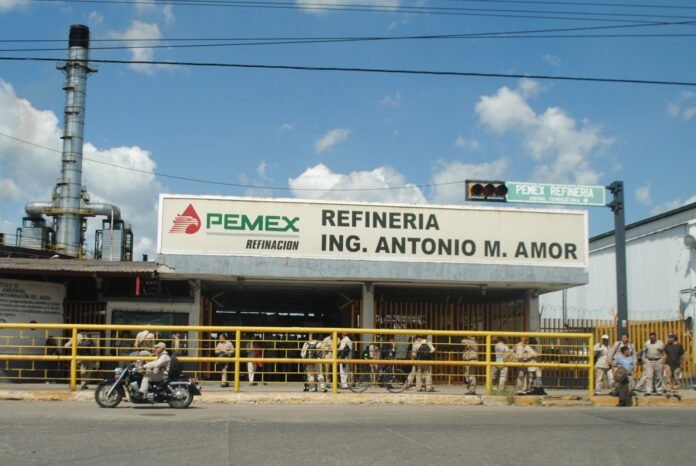 PEMEX
REFINACION
REFINERIA
ING. ANTONIO M. AMOR
PEMEX REFINERIA